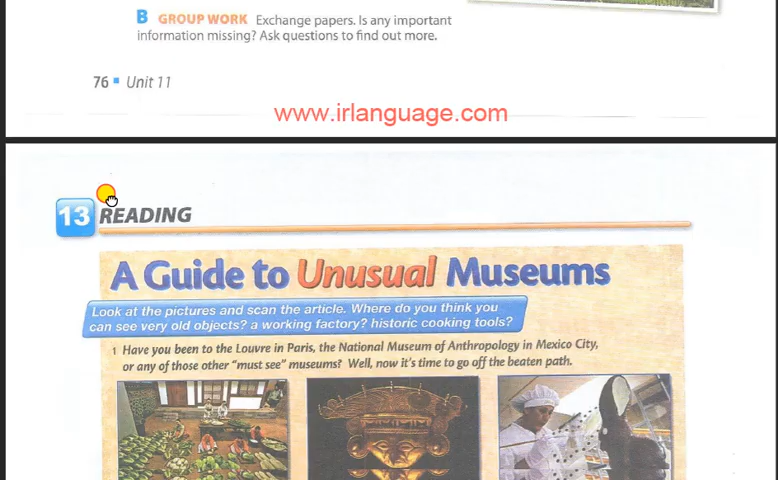 B GROUP WORK Exchange papers. Is any important
information missing? Ask questions to find out more.
76 ▪ Unit 11
www.irlanguage.com
13 READING
A Guide to Unusual Museums
Look at the pictures and scan the article. Where do you think you
can see very old objects? a working factory? historic cooking tools?
1 Have you been to the Louvre in Paris, the National Museum of Anthropology in Mexico City,
or any of those other "must see" museums? Well, now it's time to go off the beaten path.